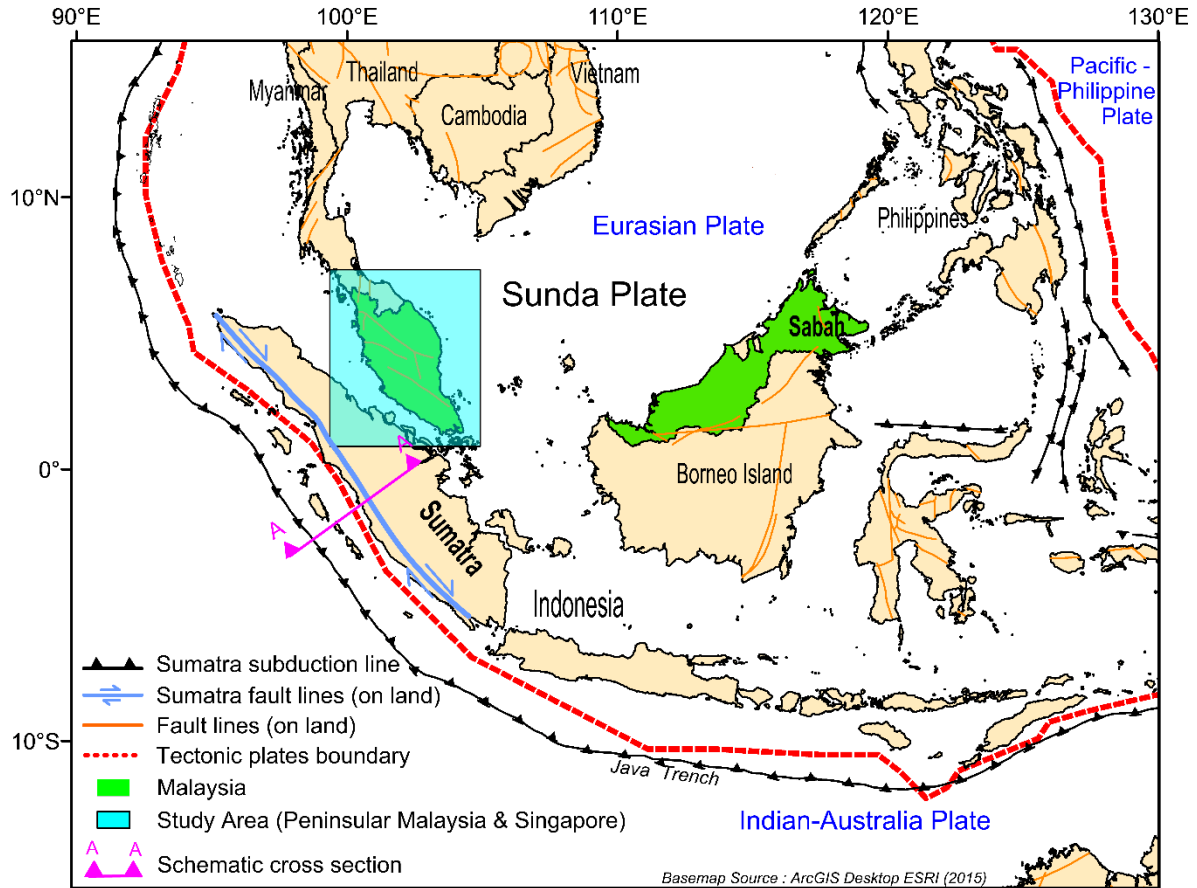 90°E
100°E
110°E
120°E
130°E
10°N
0°
10°S
Thailand
Vietnam
Myanmar
Cambodia
Pacific -
Philippine
Plate
Philippines
Eurasian Plate
Sunda Plate
Sabah
A
A
Borneo Island
Sumatra
Indonesia
Java Trench
Indian-Australia Plate
Sumatra subduction line
Sumatra fault lines (on land)
Fault lines (on land)
Tectonic plates boundary
Malaysia
Study Area (Peninsular Malaysia & Singapore)
A A
Schematic cross section
Basemap Source : ArcGIS Desktop ESRI (2015)